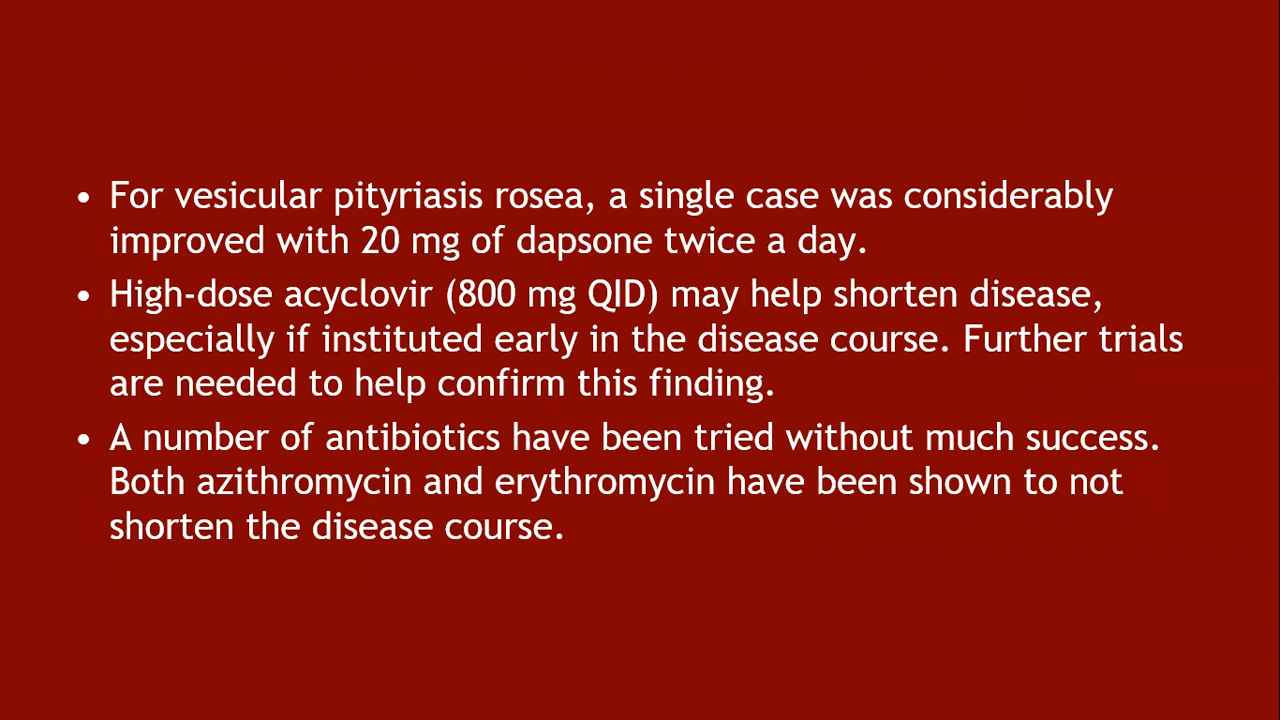 • For vesicular pityriasis rosea, a single case was considerably
improved with 20 mg of dapsone twice a day.
• High-dose acyclovir (800 mg QID) may help shorten disease,
especially if instituted early in the disease course. Further trials
are needed to help confirm this finding.
• A number of antibiotics have been tried without much success.
Both azithromycin and erythromycin have been shown to not
shorten the disease course.